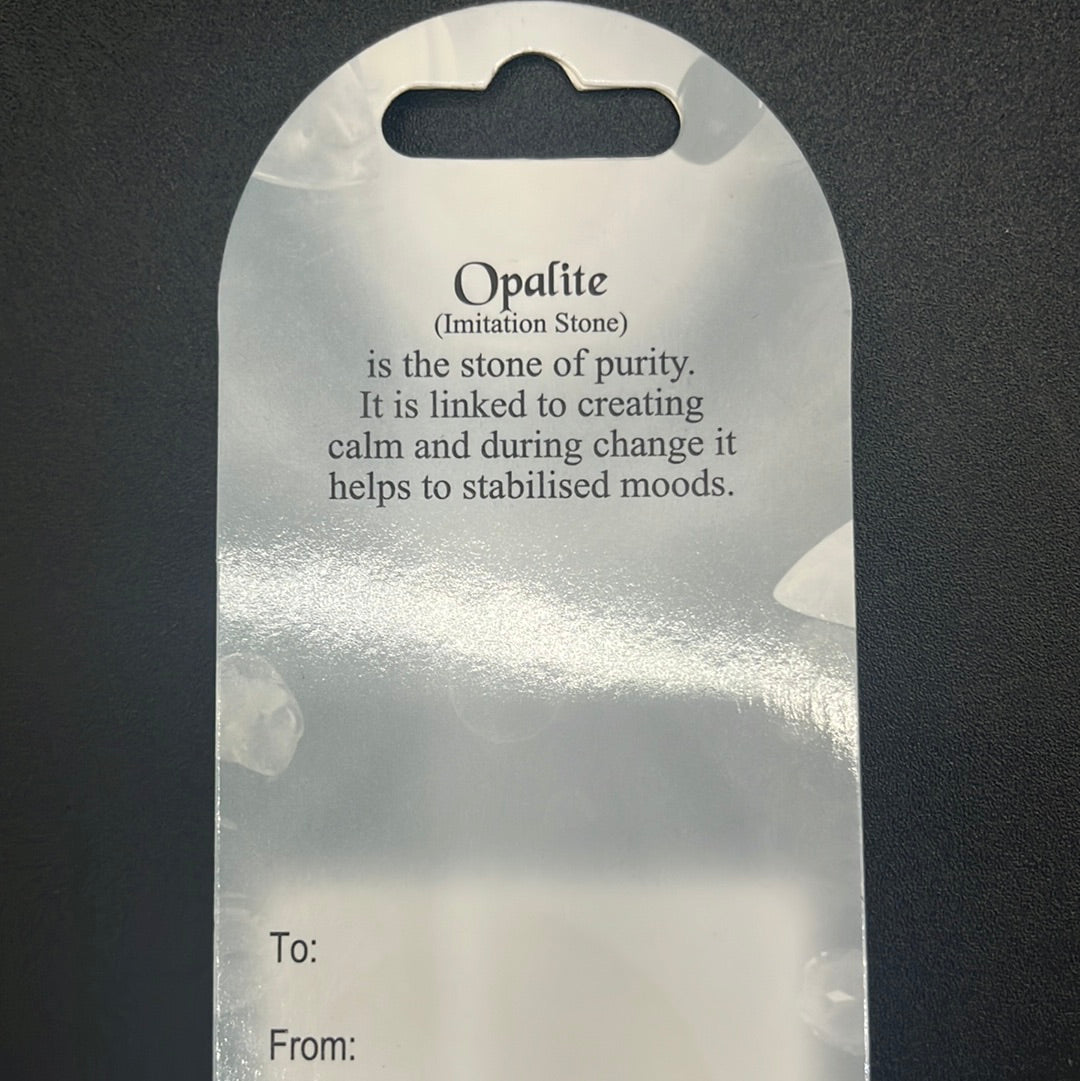 Opalite
(Imitation Stone)
is the stone of purity.
It is linked to creating
calm and during change it
helps to stabilised moods.
To:
From: